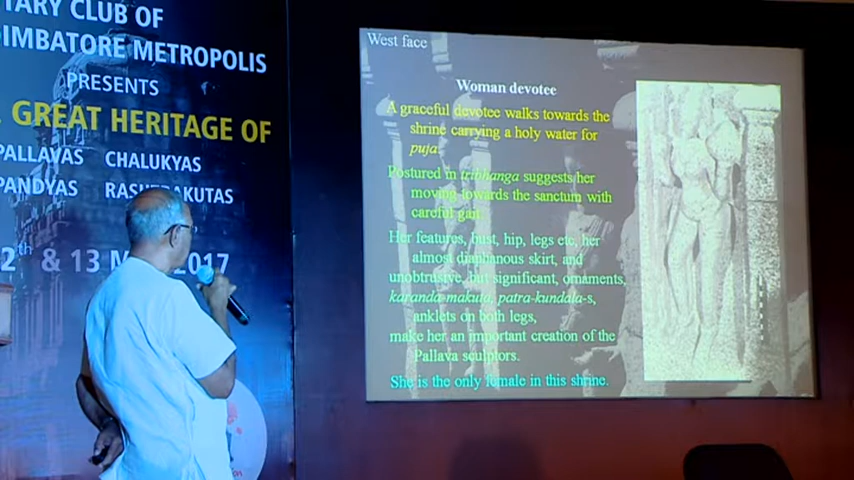 TARY CLUB OF
IMBATORE METROPOLIS
PRESENTS
GREAT HERITAGE OF
PALLAVAS CHALUKYAS
PANDYAS RASHTRAKUTAS
2th & 13 2017
West face
Woman devotee
A graceful devotee walks towards the
shrine carrying a holy water for
puja.
Postured in tribhanga suggests her
moving towards the sanctum with
careful gait.
Her features, bust, hip, legs etc, her
almost diaphanous skirt, and
unobtrusive, but significant, ornaments,
karanda-makuta, patra-kundala-s,
anklets on both legs,
make her an important creation of the
Pallava sculptors.
She is the only female in this shrine.